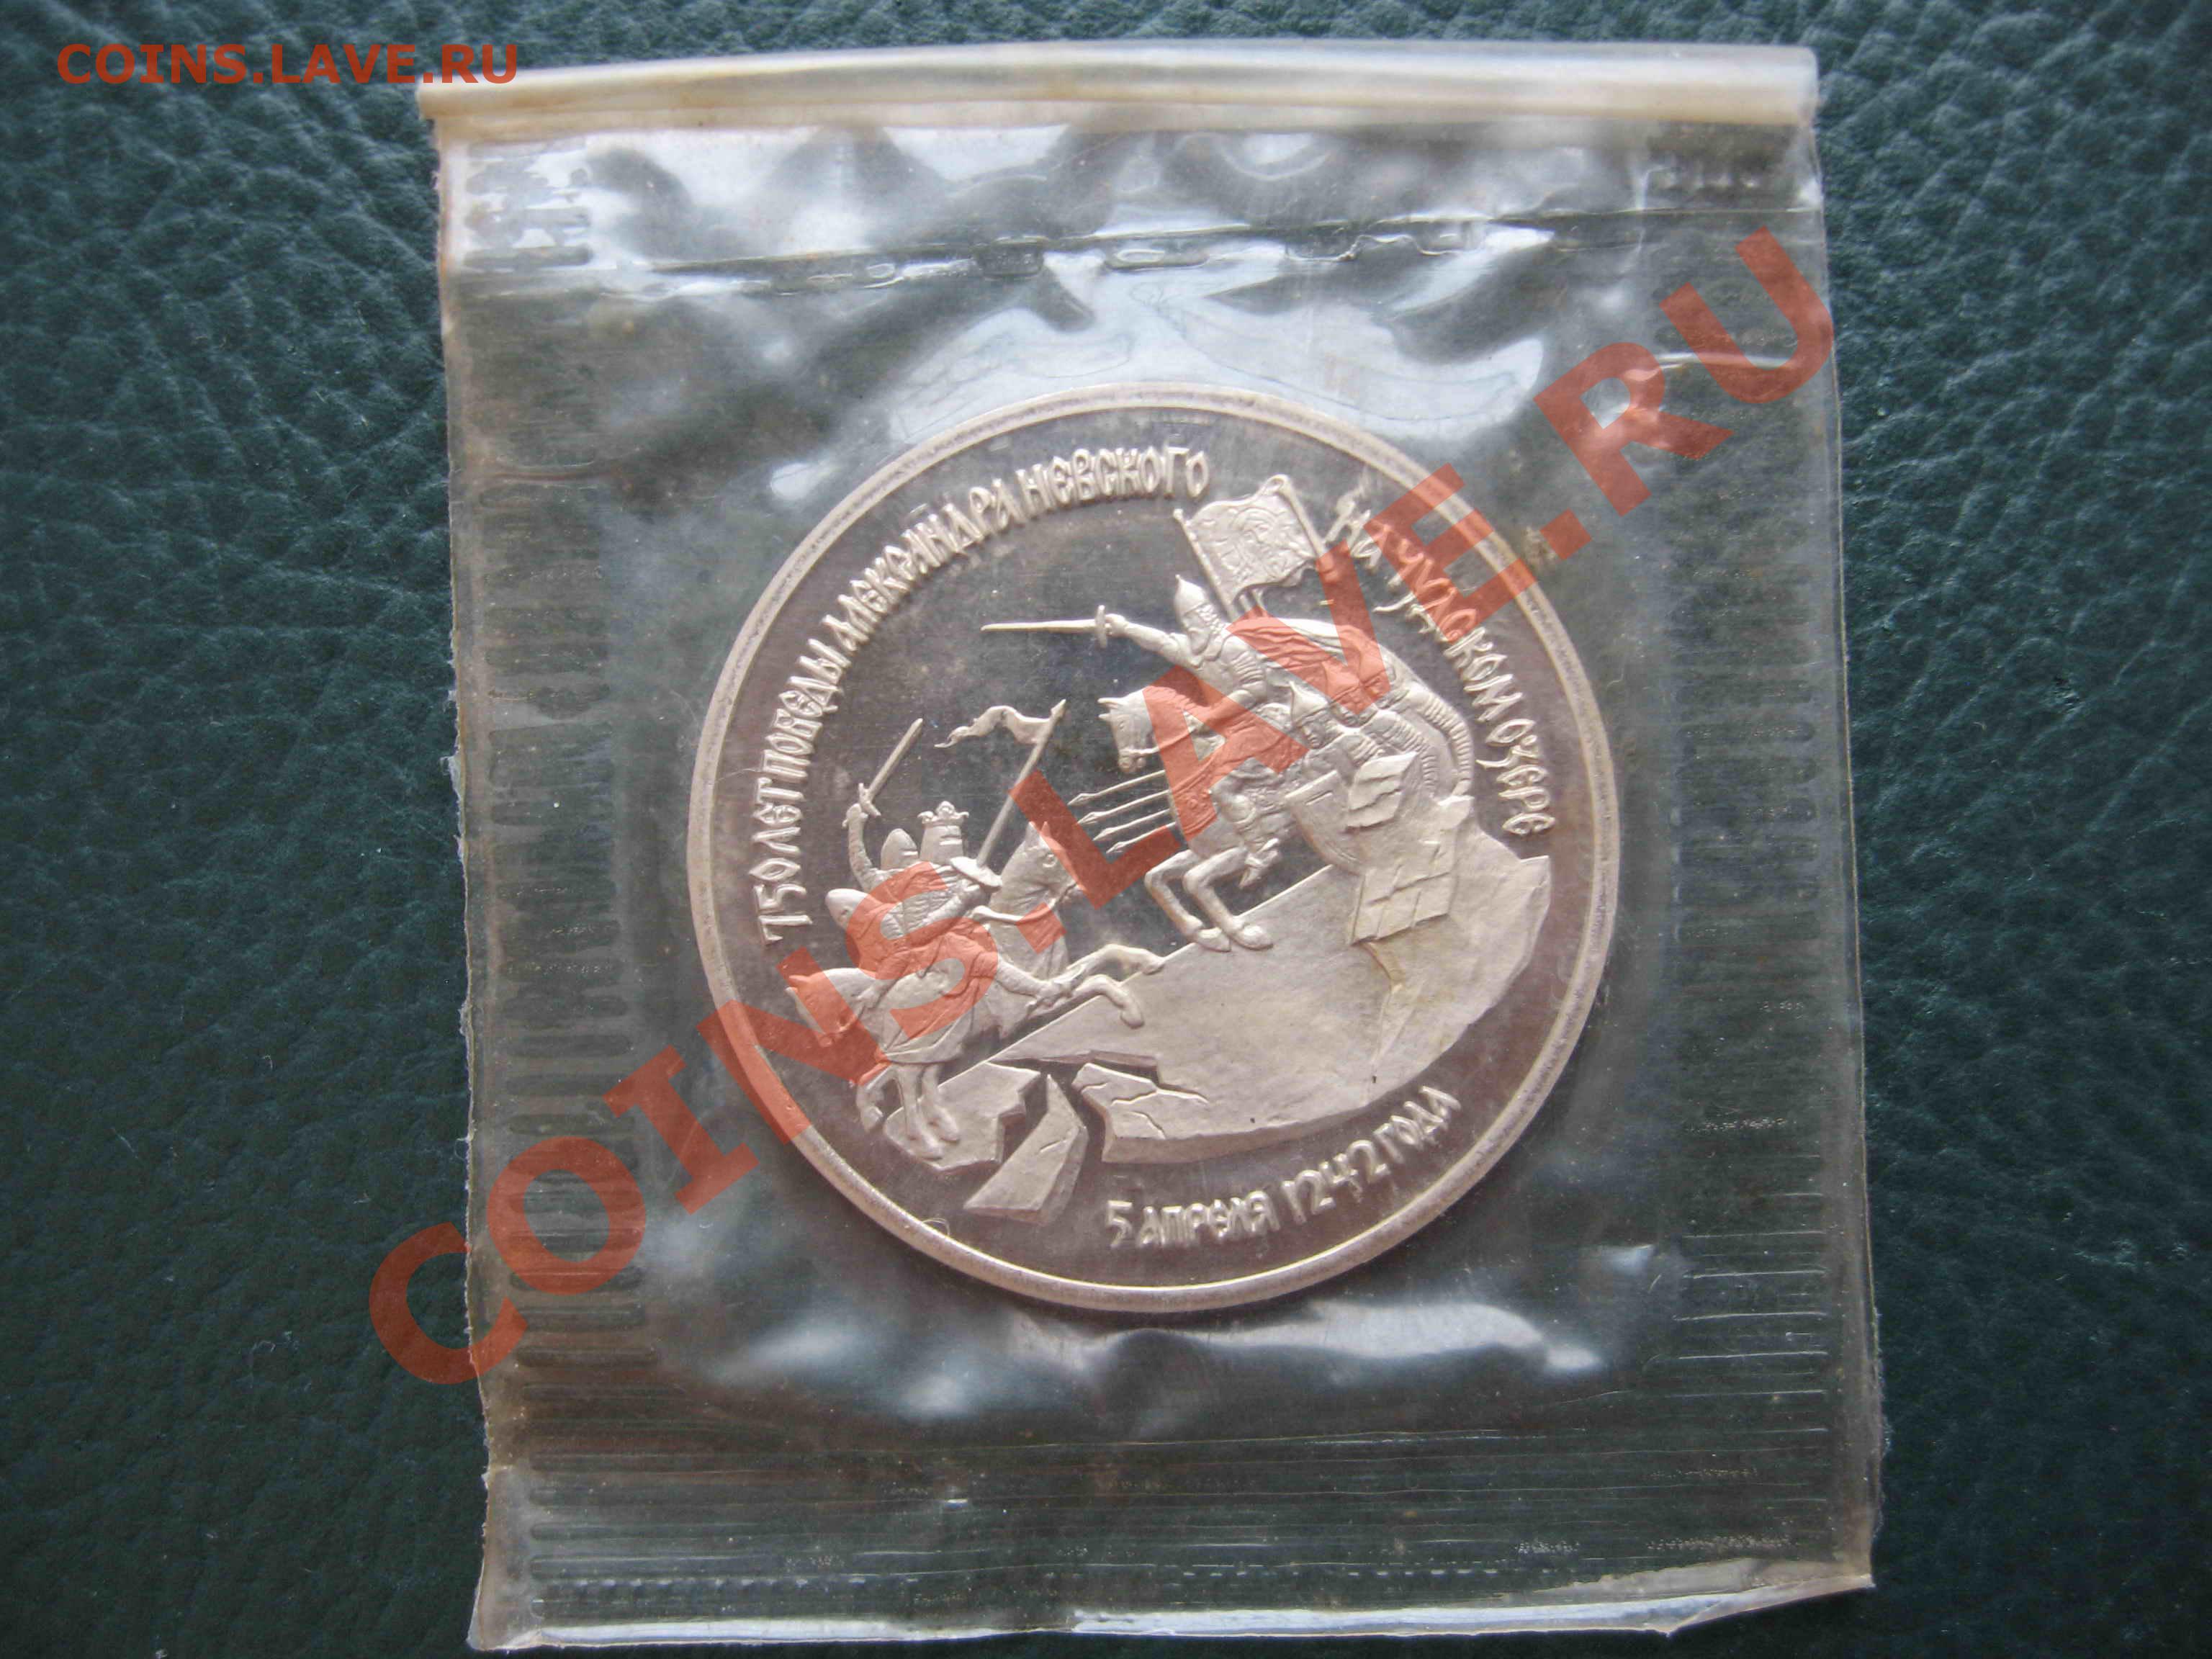 COINS.LAVE.RU
750 ЛЕТ ПОБЕДЫ АЛЕКСАНДРА НЕВСКОГО
НА ЧУДСКОМ ОЗЕРЕ
5 АПРЕЛЯ 1242 ГОДА
COINS.LAVE.RU